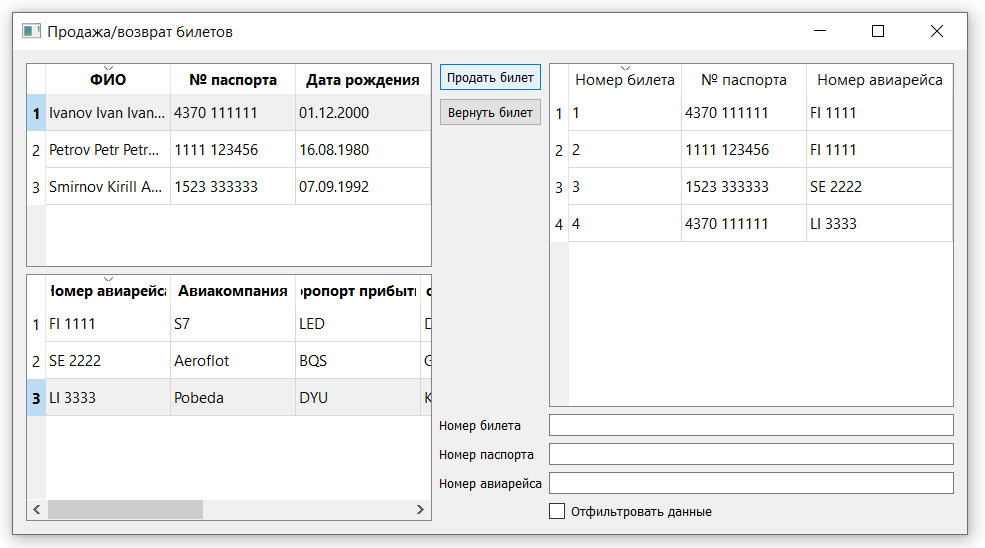 Продажа/возврат билетов
ФИО № паспорта Дата рождения
1 Ivanov Ivan Ivan... 4370 111111 01.12.2000
2 Petrov Petr Petr... 1111 123456 16.08.1980
3 Smirnov Kirill A... 1523 333333 07.09.1992
Продать билет
Вернуть билет
Номер билета № паспорта Номер авиарейса
1 1 4370 111111 FI 1111
2 2 1111 123456 FI 1111
3 3 1523 333333 SE 2222
4 4 4370 111111 LI 3333
Номер авиарейса Авиакомпания эропорт прибыти
1 FI 1111 S7 LED
2 SE 2222 Aeroflot BQS
3 LI 3333 Pobeda DYU K
Номер билета
Номер паспорта
Номер авиарейса
Отфильтровать данные